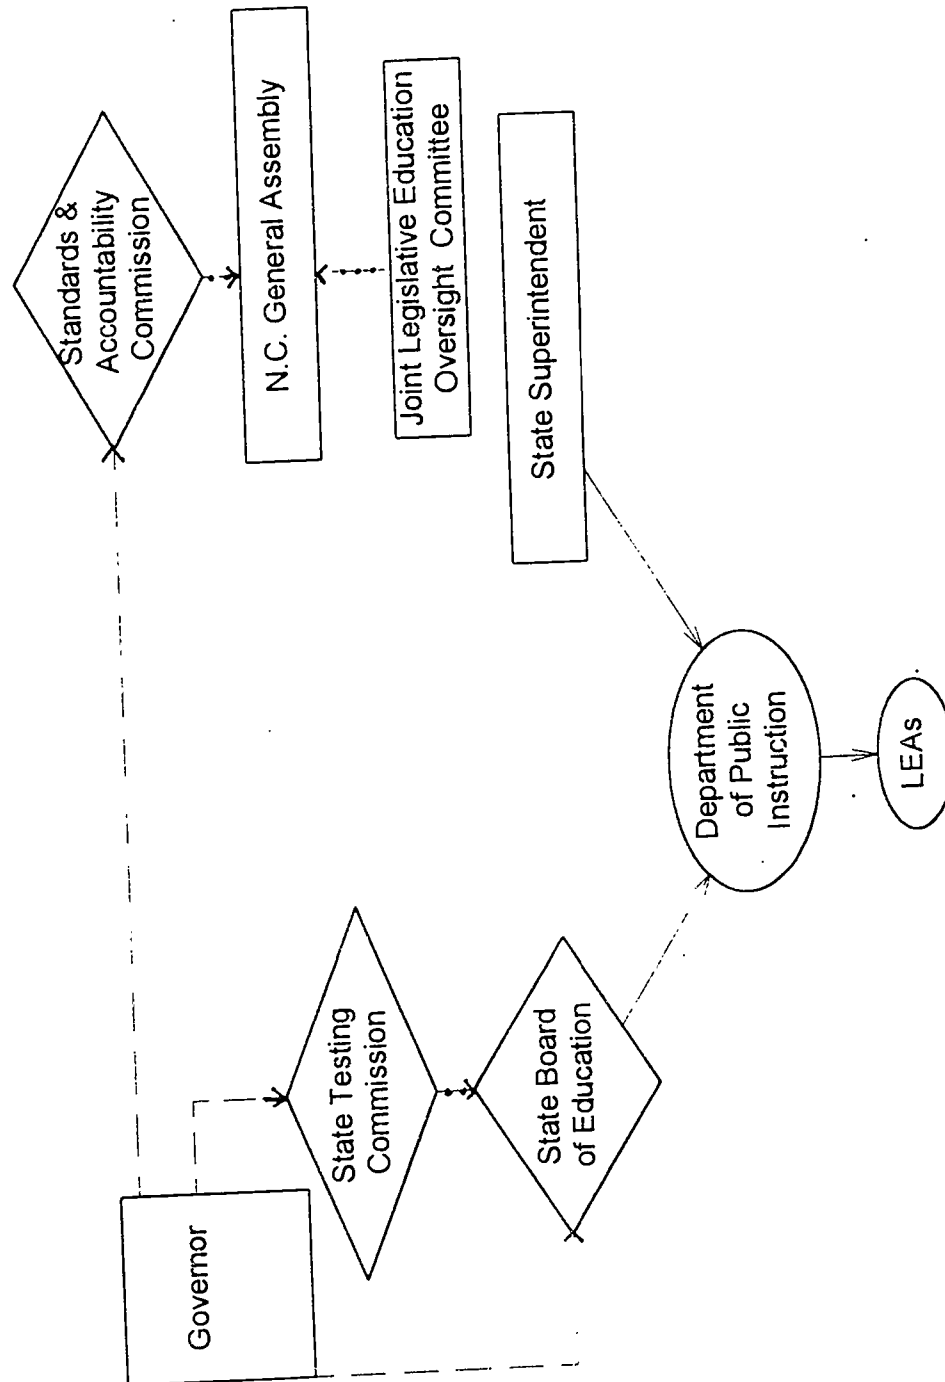 Governor
State Testing
Commission
State Board
of Education
Department
of Public
Instruction
LEAs
Standards &
Accountability
Commission
N.C. General Assembly
Joint Legislative Education
Oversight Committee
State Superintendent